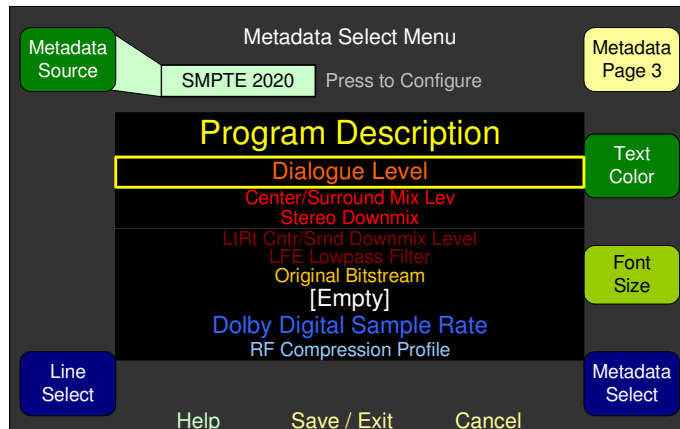 Metadata Select Menu
Metadata
Source
SMPTE 2020
Press to Configure
Metadata
Page 3
Program Description
Dialogue Level
Center/Surround Mix Lev
Stereo Downmix
LtRt Cntr/Srnd Downmix Level
LFE Lowpass Filter
Original Bitstream
[Empty]
Dolby Digital Sample Rate
RF Compression Profile
Text
Color
Font
Size
Line
Select
Metadata
Select
Help
Save / Exit
Cancel